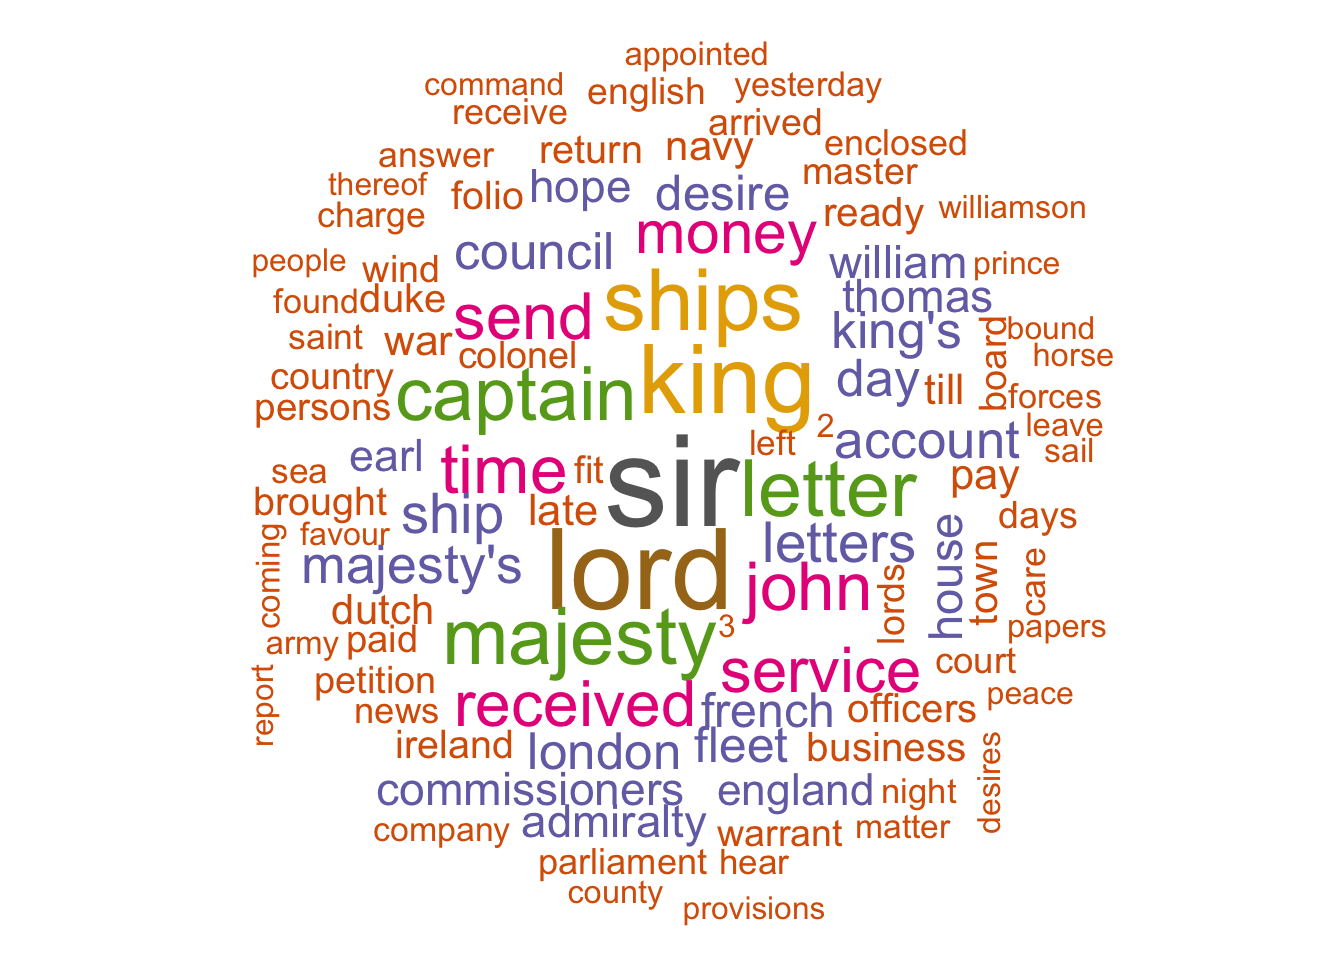 appointed
command
english
yesterday
receive
arrived
answer
return
navy
enclosed
master
thereof
folio
hope
desire
charge
ready
williamson
money
people
wind
council
william
prince
found
duke
send
ships
thomas
saint
war
colonel
king's
board
bound
horse
country
captain
king
day
till
forces
persons
2
leave
earl
left
account
sail
sea
time
fit
sir
letter
pay
brought
ship
late
days
coming
favour
majesty's
lord
letters
house
town
care
dutch
john
lords
army
paid
majesty
3
papers
report
petition
service
court
news
received
french
officers
peace
ireland
london
fleet
business
desires
commissioners
england
night
company
admiralty
warrant
matter
parliament
hear
county
provisions